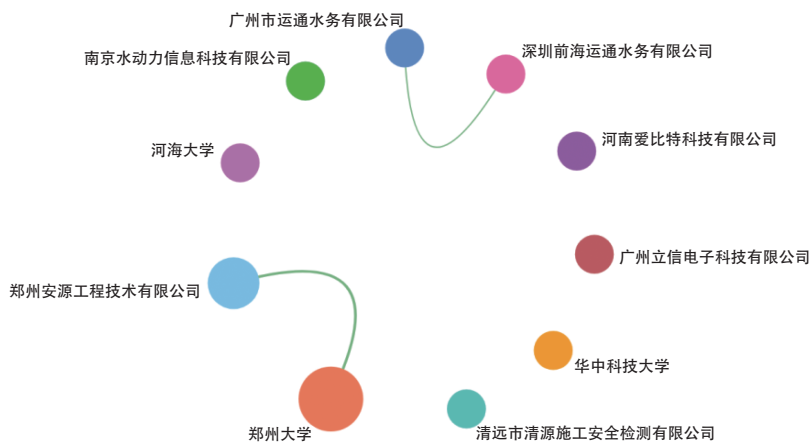 广州市运通水务有限公司
深圳前海运通水务有限公司
南京水动力信息科技有限公司
河南爱比特科技有限公司
河海大学
广州立信电子科技有限公司
郑州安源工程技术有限公司
华中科技大学
郑州大学
清远市清源施工安全检测有限公司